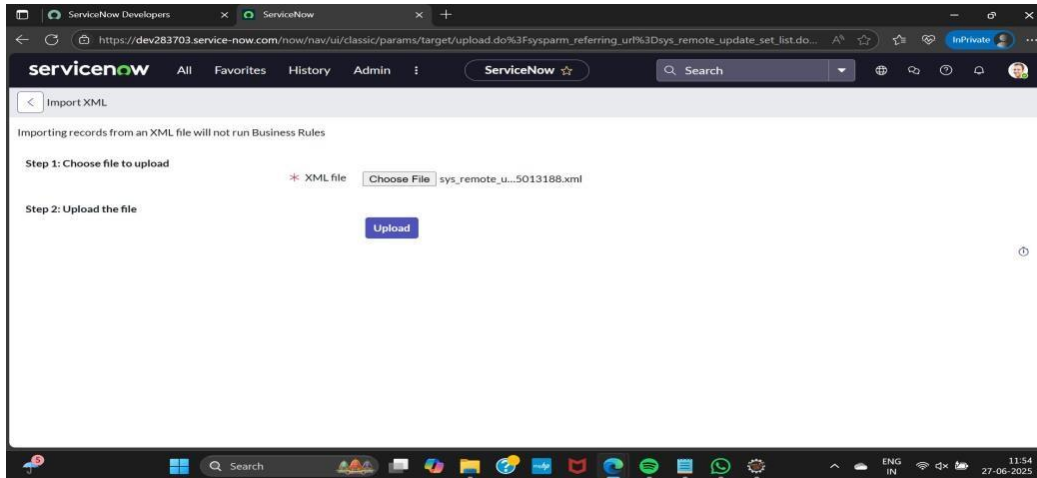 ServiceNow Developers
ServiceNow
https://dev283703.service-now.com/now/nav/ui/classic/params/target/upload.do%3Fsysparm_referring_url%3Dsys_remote_update_set_list.do...
InPrivate
servicenow All Favorites History Admin ServiceNow Search
Import XML
Importing records from an XML file will not run Business Rules
Step 1: Choose file to upload
XML file Choose File sys_remote_u...5013188.xml
Step 2: Upload the file
Upload
5
Search
ENG 11:54
IN 27-06-2025